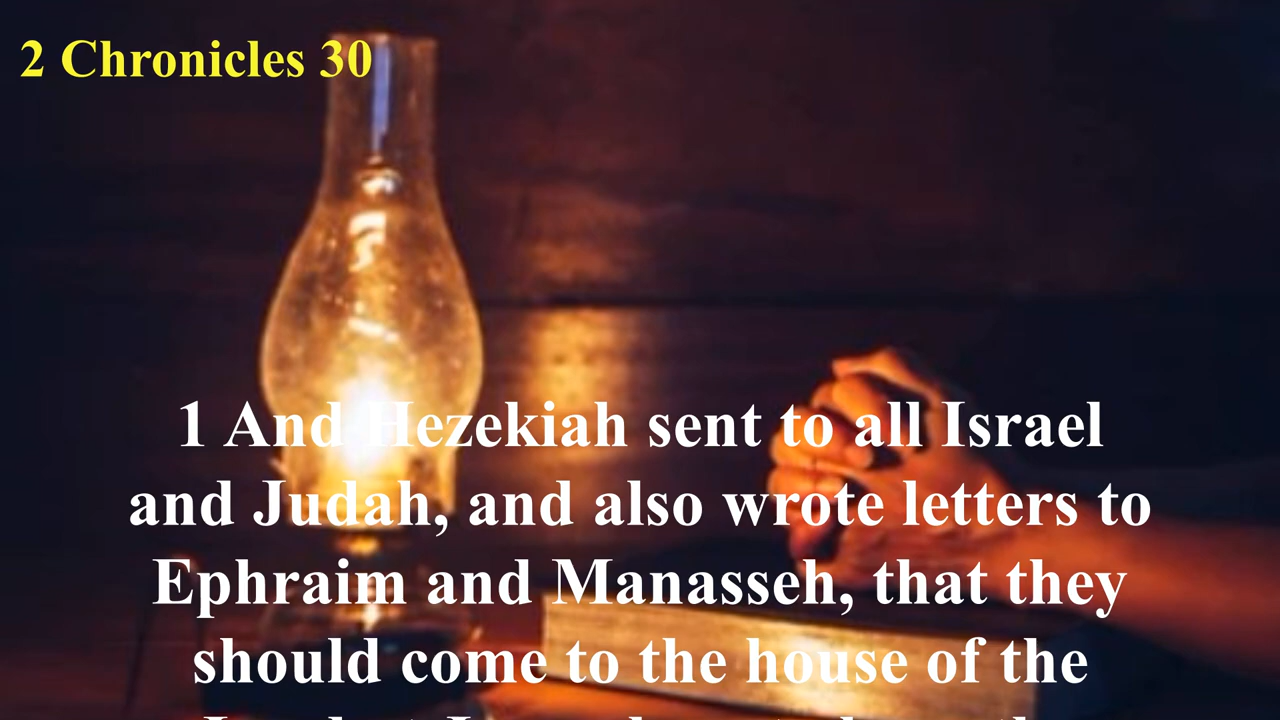 2 Chronicles 30
1 And Hezekiah sent to all Israel
and Judah, and also wrote letters to
Ephraim and Manasseh, that they
should come to the house of the